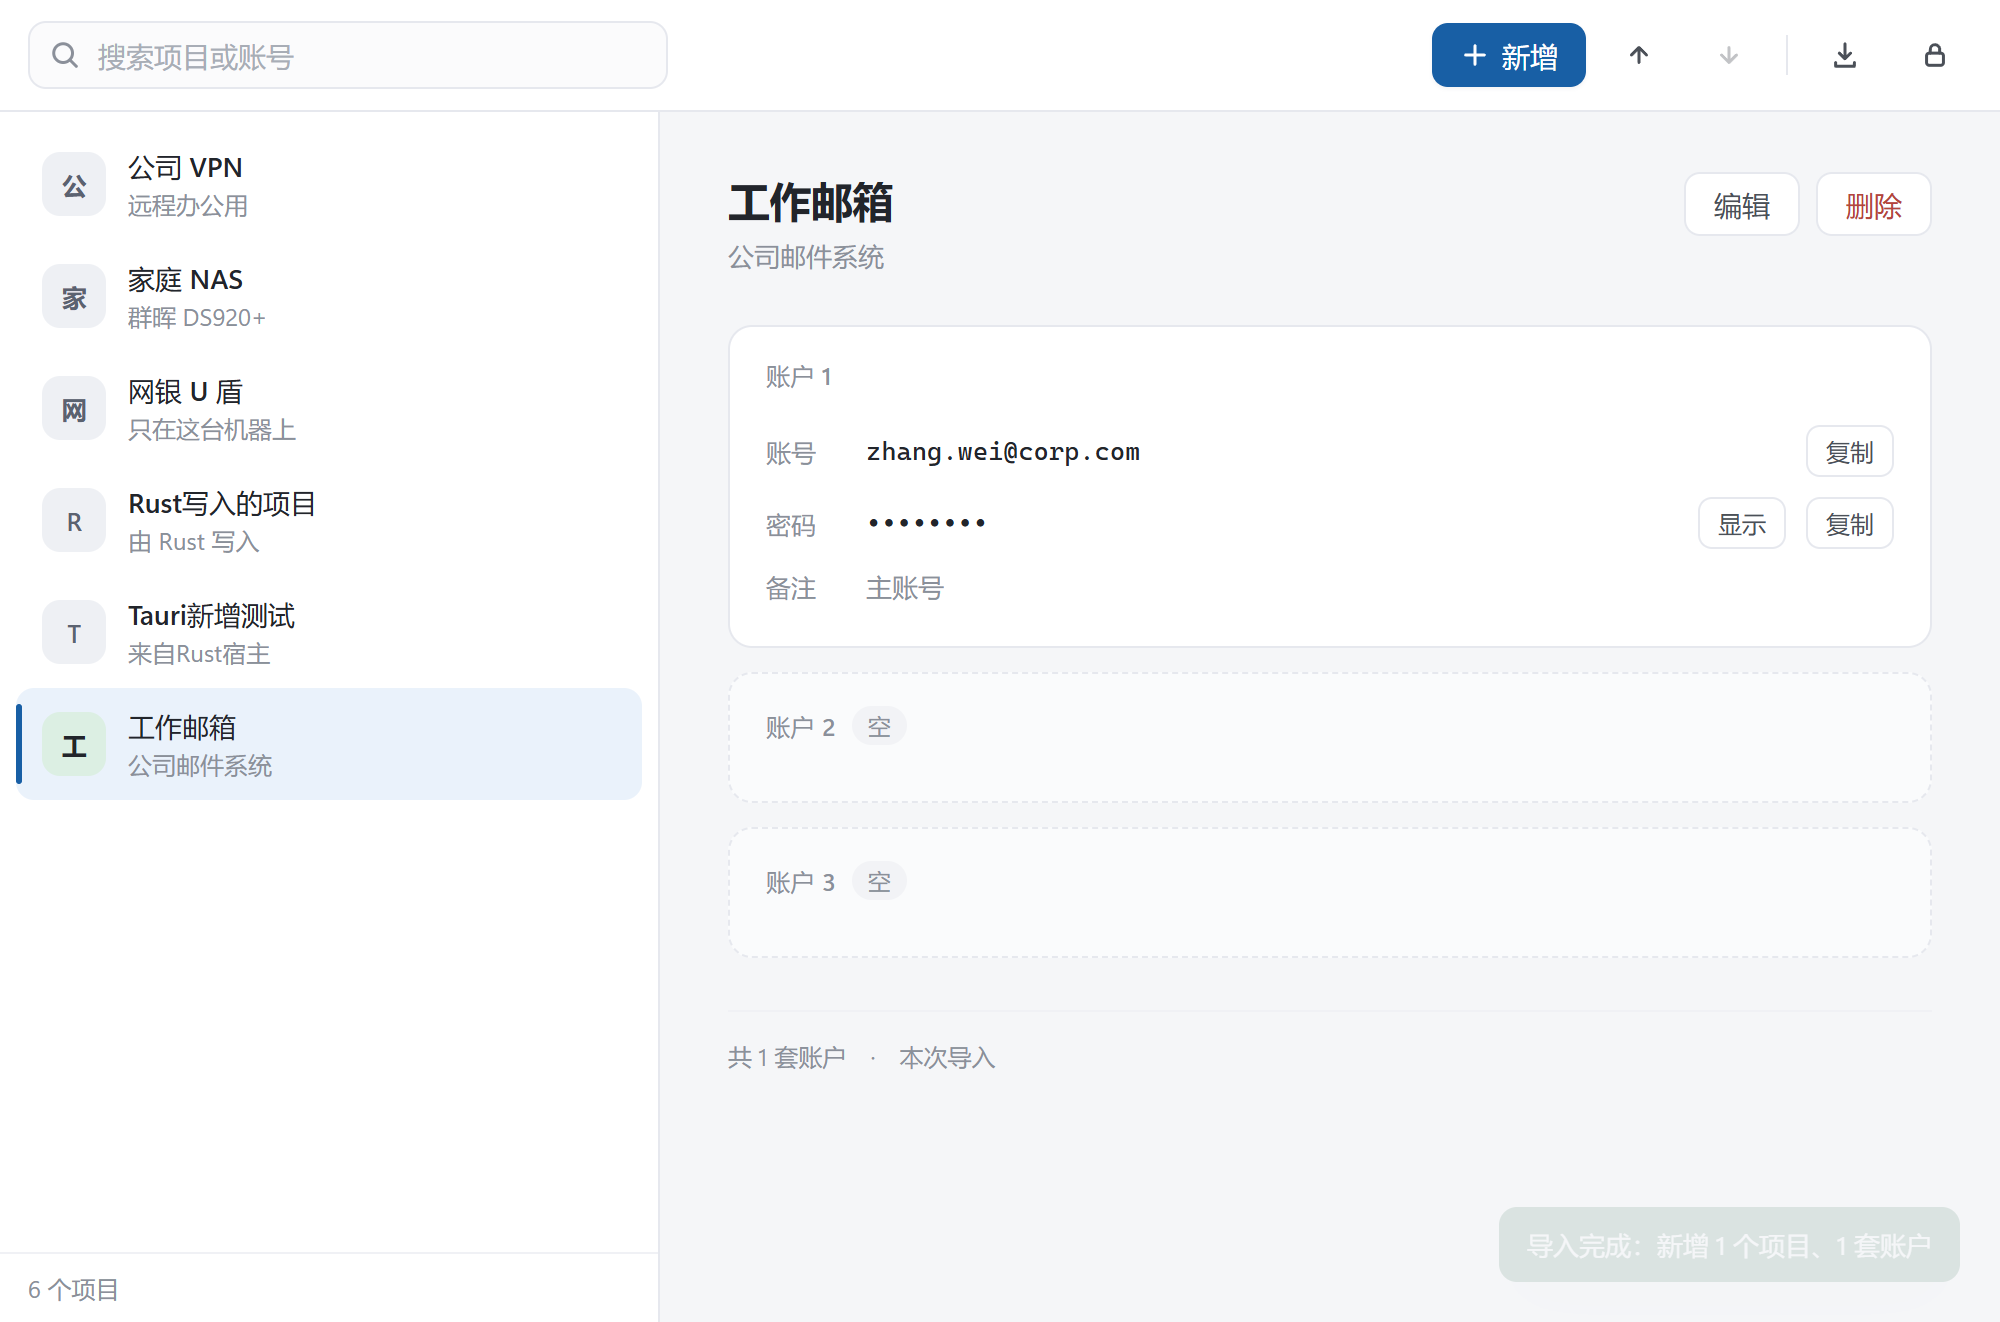 搜索项目或账号
新增
公 公司 VPN
远程办公用
家 家庭 NAS
群晖 DS920+
网 网银 U 盾
只在这台机器上
R Rust写入的项目
由 Rust 写入
T Tauri新增测试
来自Rust宿主
工 工作邮箱
公司邮件系统
6 个项目
工作邮箱
编辑 删除
公司邮件系统
账户 1
账号 zhang.wei@corp.com 复制
密码 •••••••• 显示 复制
备注 主账号
账户 2 空
账户 3 空
共 1 套账户 · 本次导入
导入完成：新增 1 个项目、1 套账户